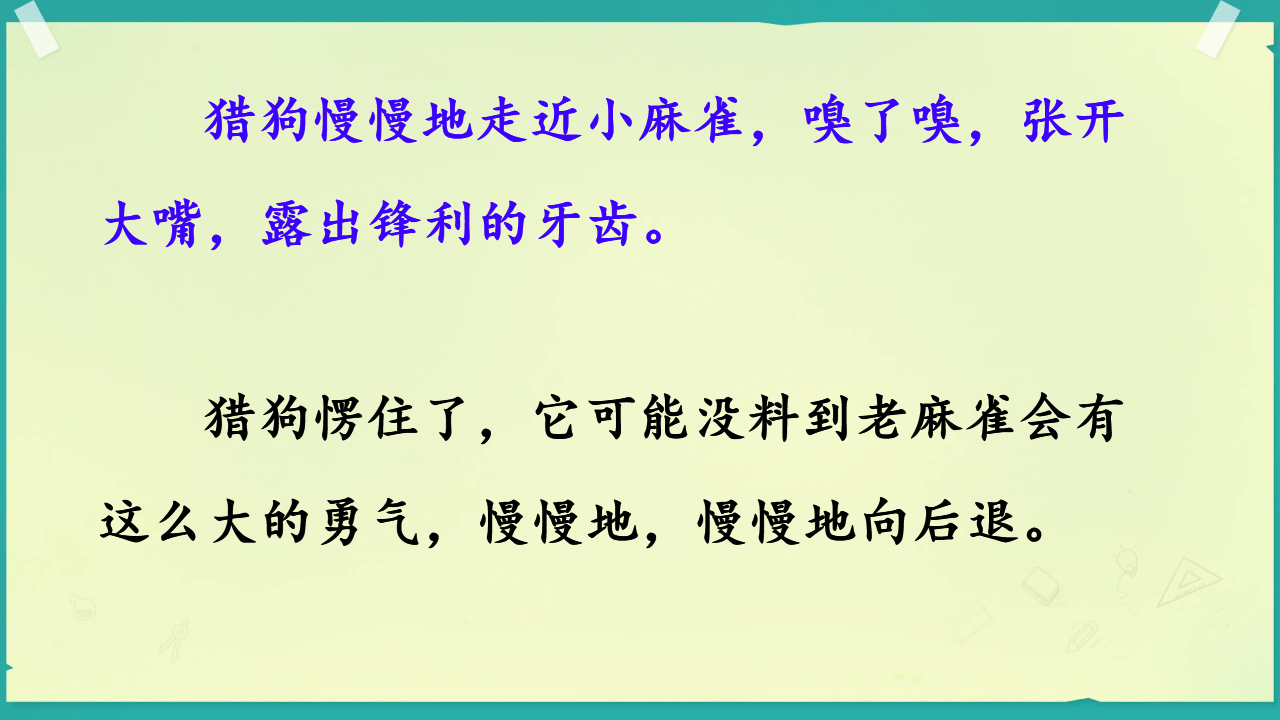 猎狗慢慢地走近小麻雀，嗅了嗅，张开
大嘴，露出锋利的牙齿。
猎狗愣住了，它可能没料到老麻雀会有
这么大的勇气，慢慢地，慢慢地向后退。